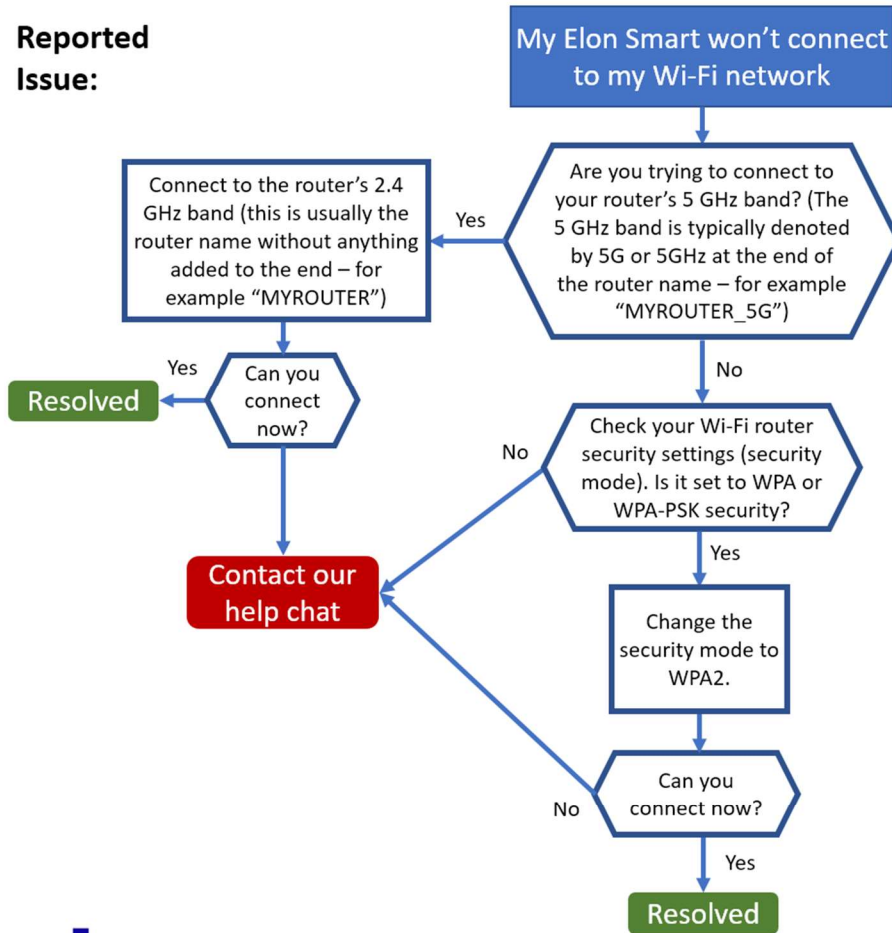 Reported
Issue:
My Elon Smart won’t connect
to my Wi-Fi network
Are you trying to connect to
your router’s 5 GHz band? (The
5 GHz band is typically denoted
by 5G or 5GHz at the end of
the router name – for example
“MYROUTER_5G”)
Yes
Connect to the router’s 2.4
GHz band (this is usually the
router name without anything
added to the end – for
example “MYROUTER”)
Can you
connect
now?
Yes
Resolved
No
Check your Wi-Fi router
security settings (security
mode). Is it set to WPA or
WPA-PSK security?
No
Contact our
help chat
Yes
Change the
security mode to
WPA2.
Can you
connect now?
No
Yes
Resolved